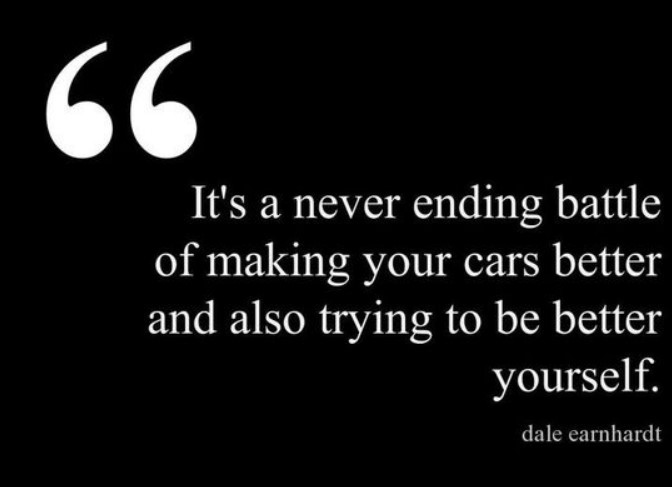 “
It's a never ending battle
of making your cars better
and also trying to be better
yourself.
dale earnhardt